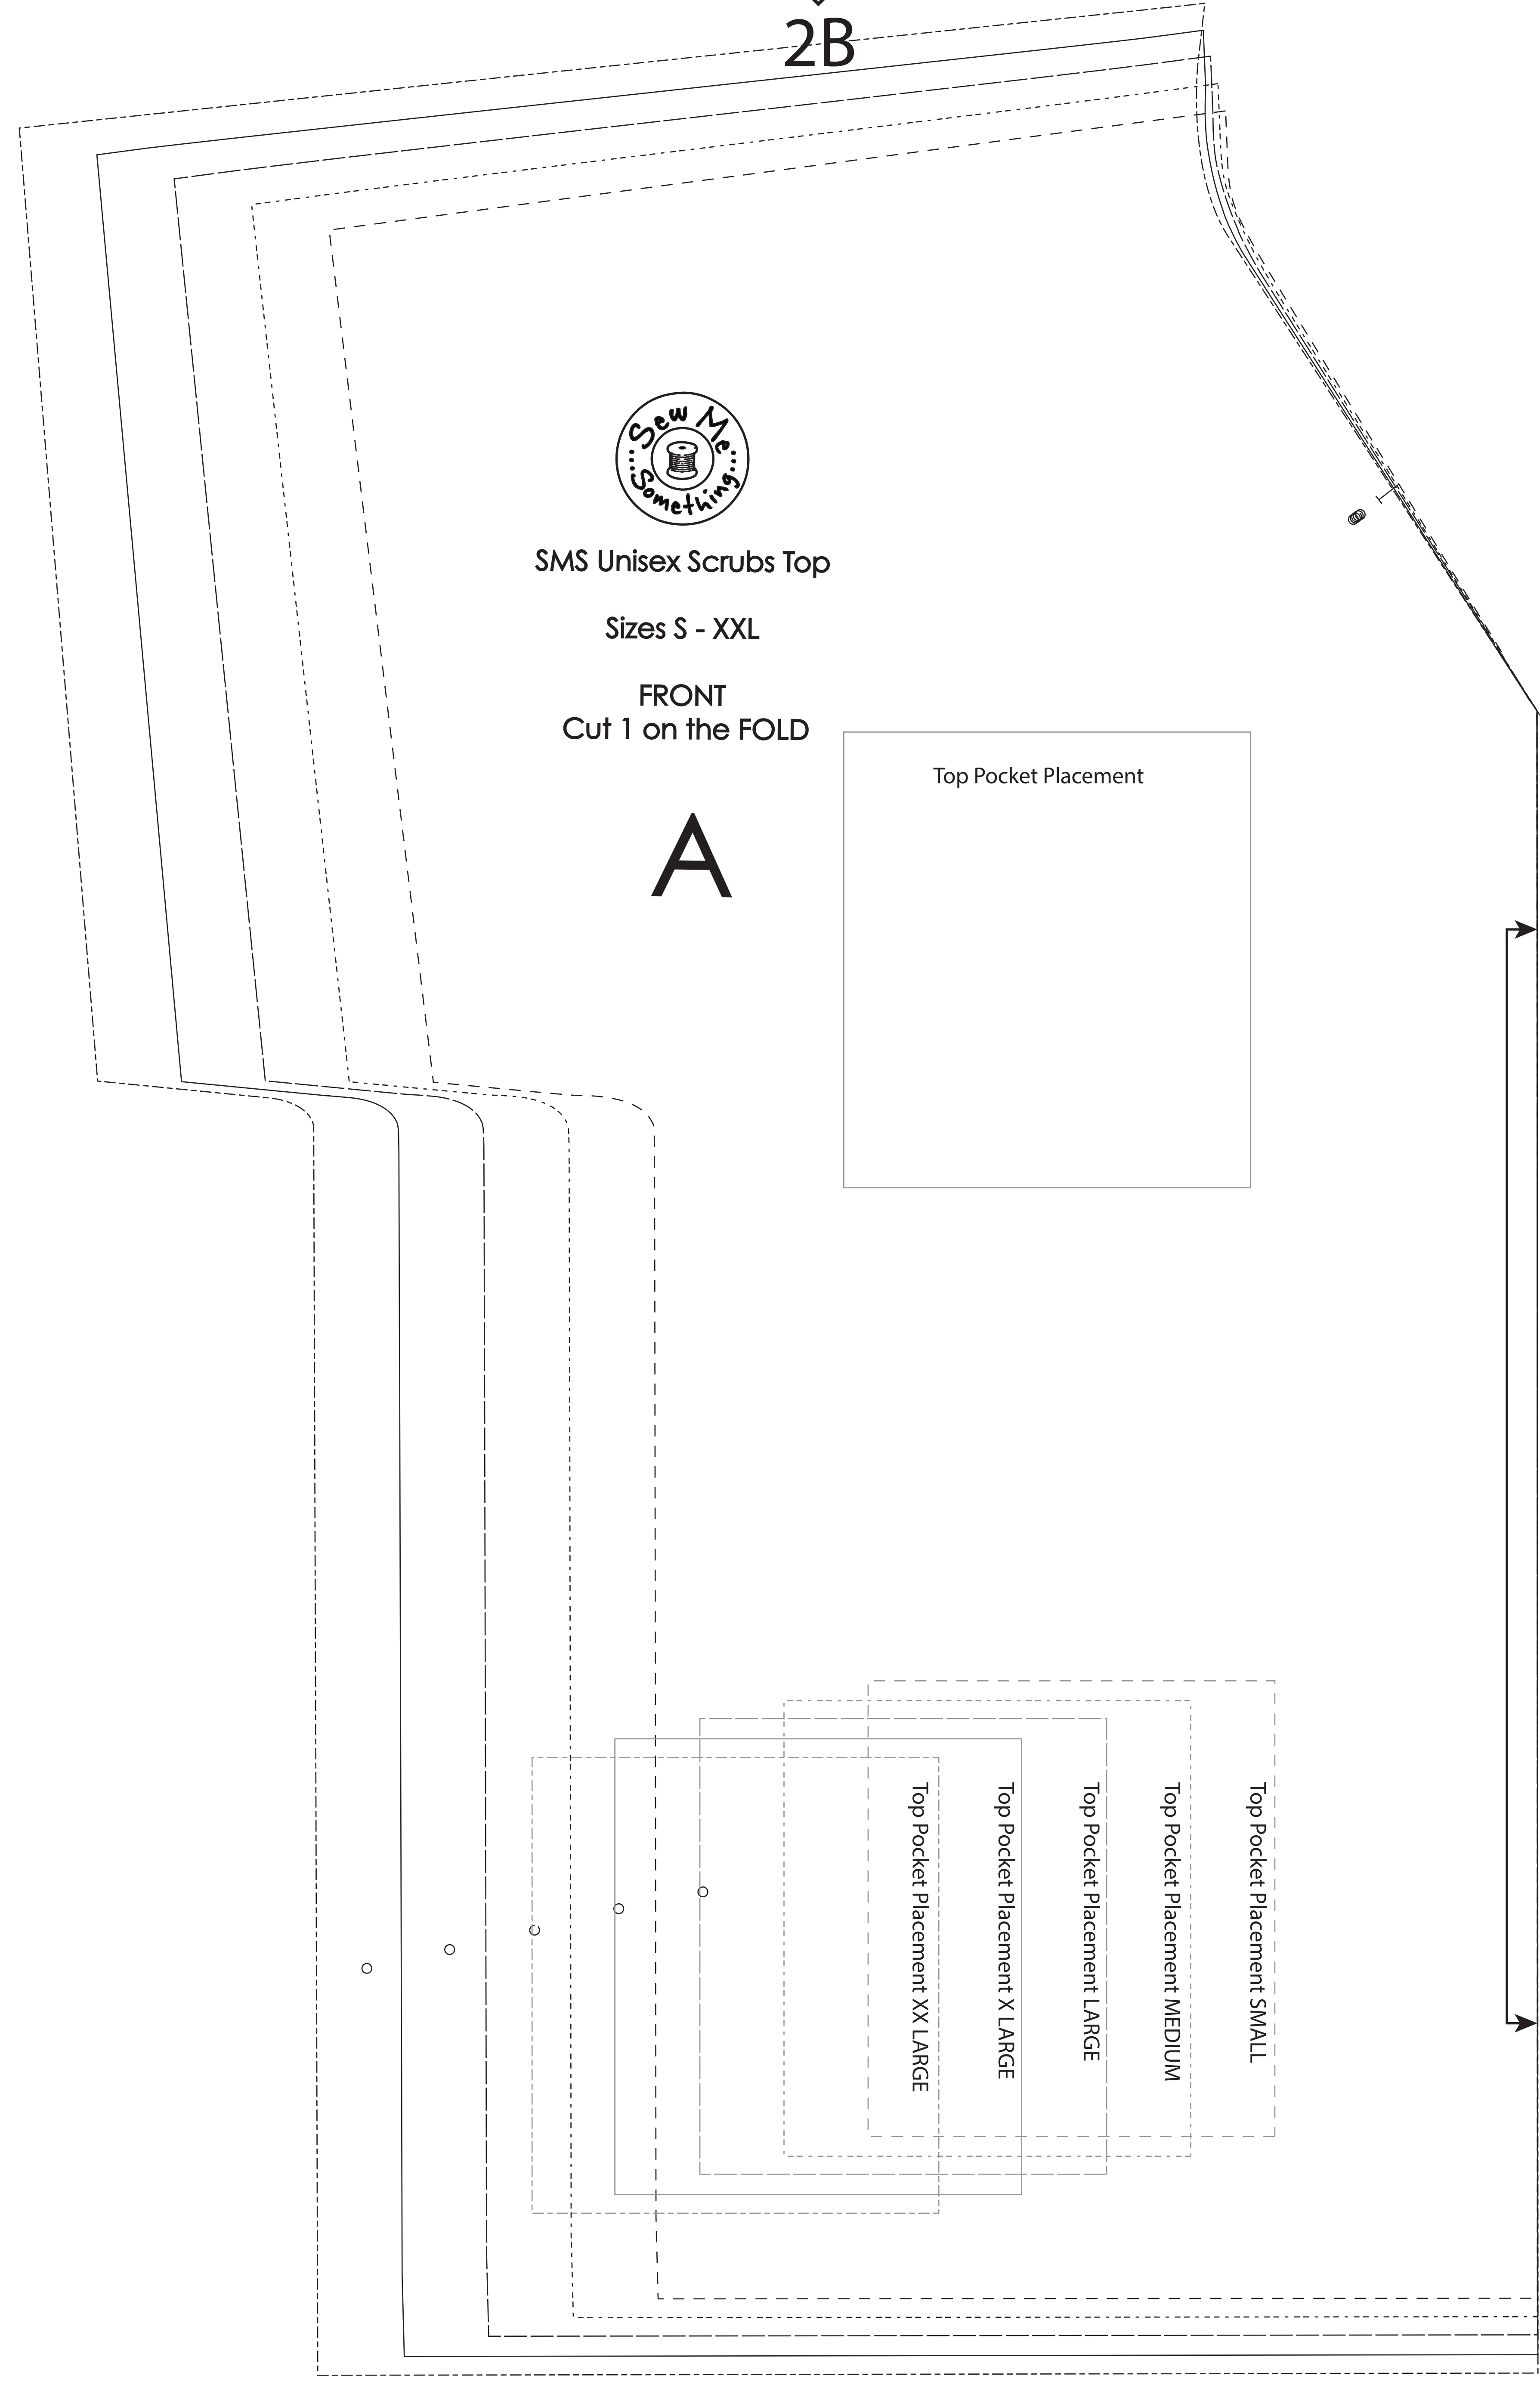 2B
Sew Me
Something
SMS Unisex Scrubs Top
Sizes S - XXL
FRONT
Cut 1 on the FOLD
Top Pocket Placement
A
Top Pocket Placement XX LARGE
Top Pocket Placement X LARGE
Top Pocket Placement LARGE
Top Pocket Placement MEDIUM
Top Pocket Placement SMALL